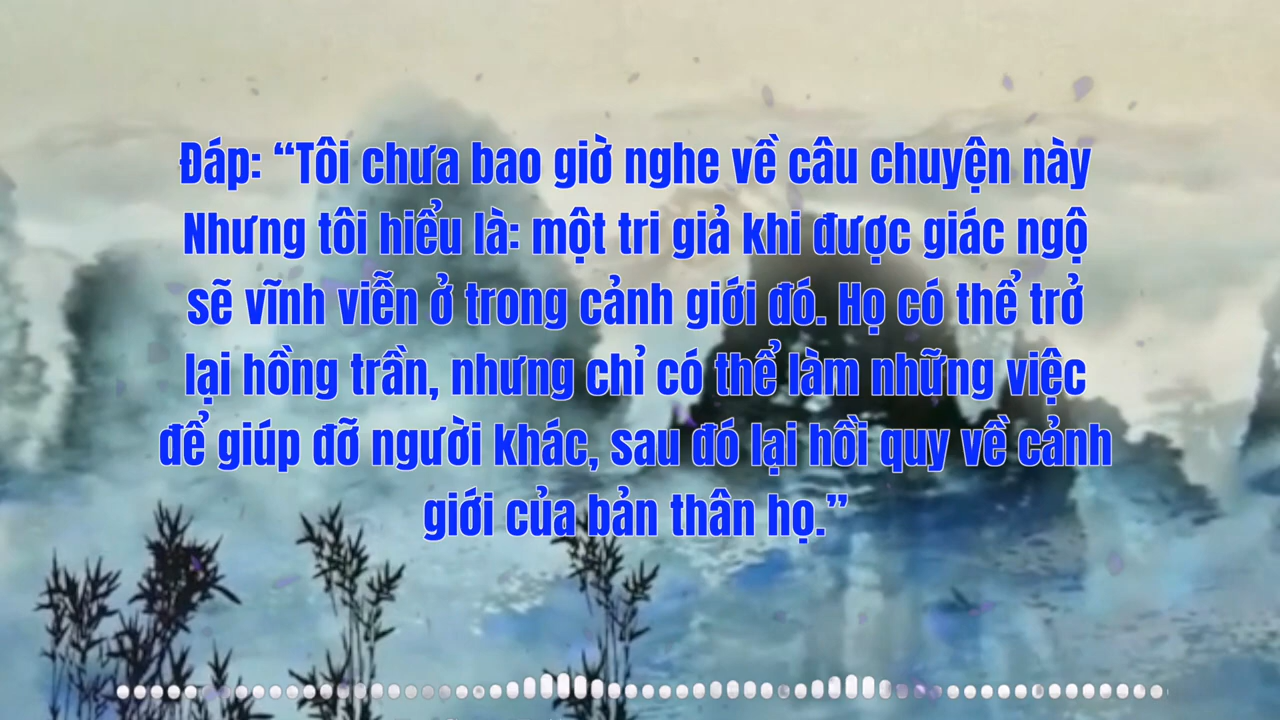 Đáp: “Tôi chưa bao giờ nghe về câu chuyện này
Nhưng tôi hiểu là: một tri giả khi được giác ngộ
sẽ vĩnh viễn ở trong cảnh giới đó. Họ có thể trở
lại hồng trần, nhưng chỉ có thể làm những việc
để giúp đỡ người khác, sau đó lại hồi quy về cảnh
giới của bản thân họ.”